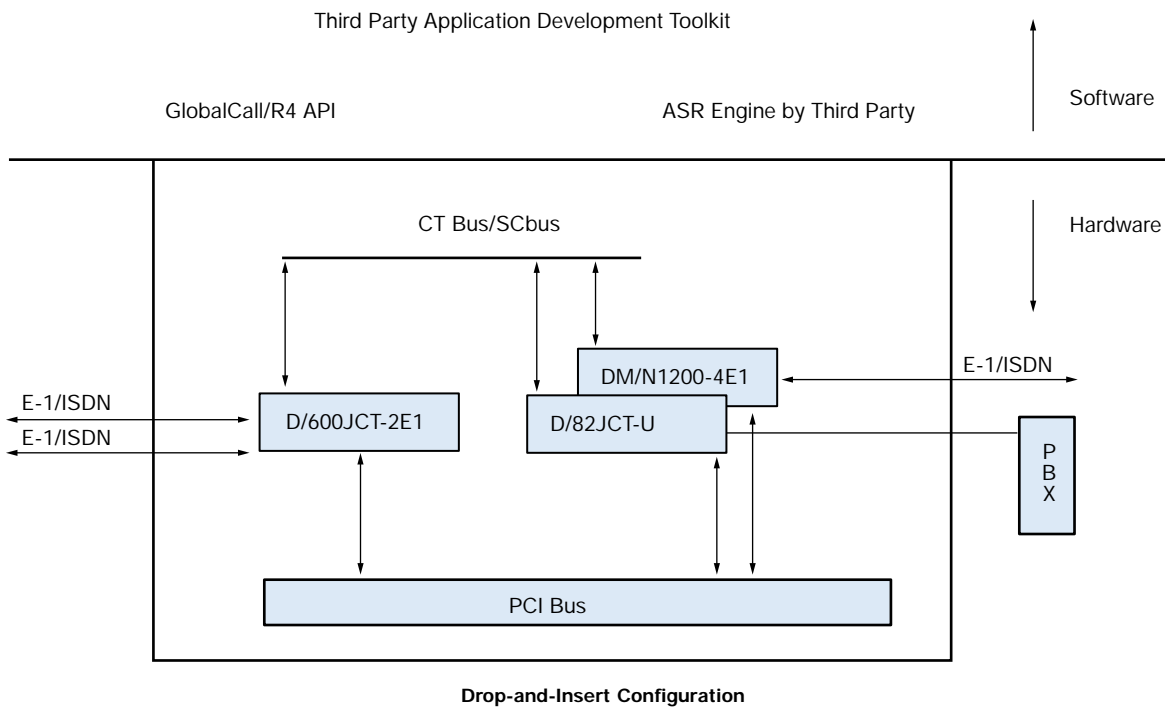 Third Party Application Development Toolkit
Software
GlobalCall/R4 API
ASR Engine by Third Party
Hardware
CT Bus/SCbus
DM/N1200-4E1
E-1/ISDN
E-1/ISDN
D/600JCT-2E1
D/82JCT-U
E-1/ISDN
P
B
X
PCI Bus
Drop-and-Insert Configuration